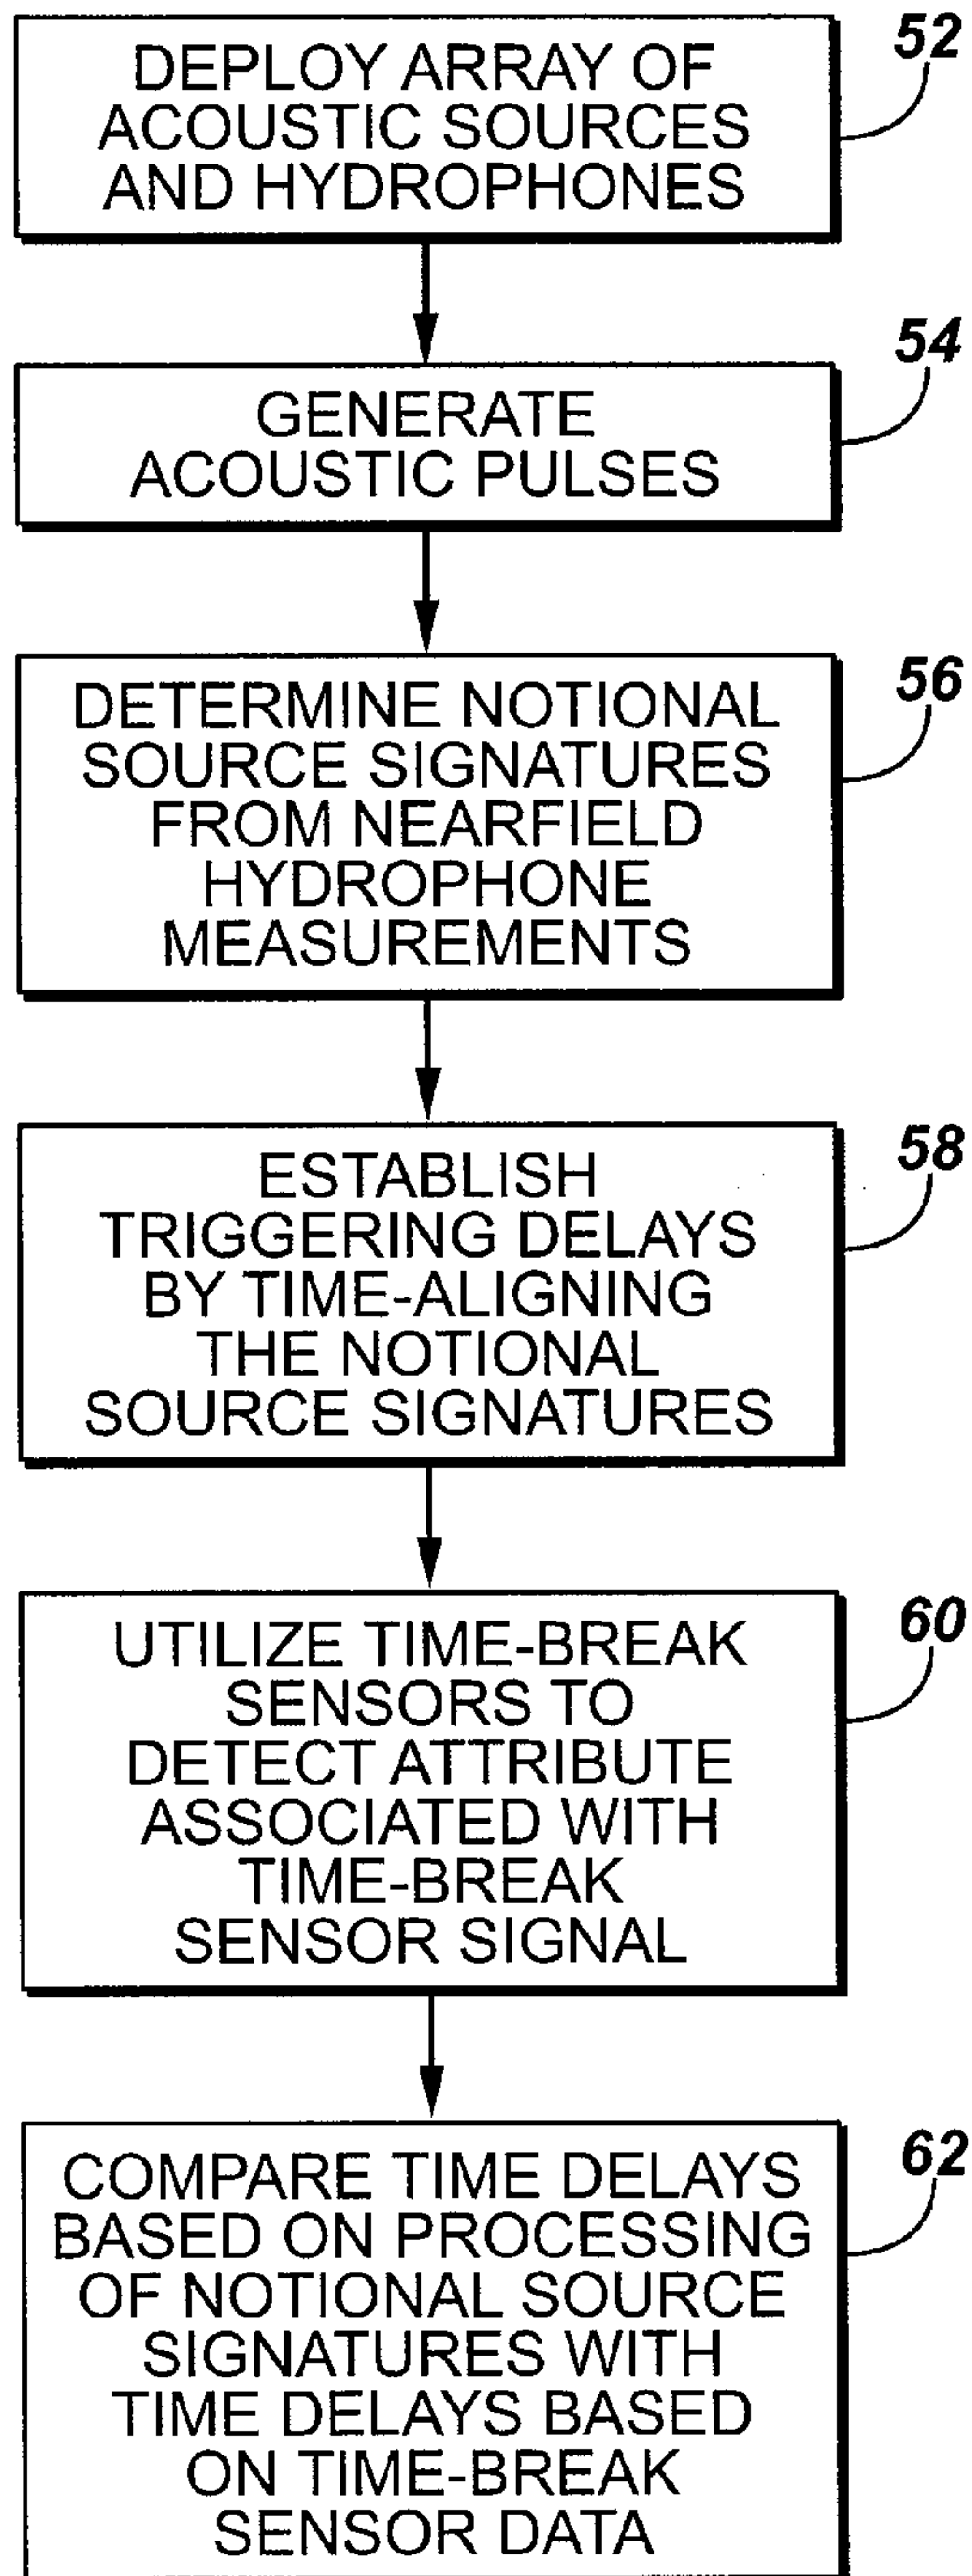 DEPLOY ARRAY OF
ACOUSTIC SOURCES
AND HYDROPHONES
52
GENERATE
ACOUSTIC PULSES
54
DETERMINE NOTIONAL
SOURCE SIGNATURES
FROM NEARFIELD
HYDROPHONE
MEASUREMENTS
56
ESTABLISH
TRIGGERING DELAYS
BY TIME-ALIGNING
THE NOTIONAL
SOURCE SIGNATURES
58
UTILIZE TIME-BREAK
SENSORS TO
DETECT ATTRIBUTE
ASSOCIATED WITH
TIME-BREAK
SENSOR SIGNAL
60
COMPARE TIME DELAYS
BASED ON PROCESSING
OF NOTIONAL SOURCE
SIGNATURES WITH
TIME DELAYS BASED
ON TIME-BREAK
SENSOR DATA
62